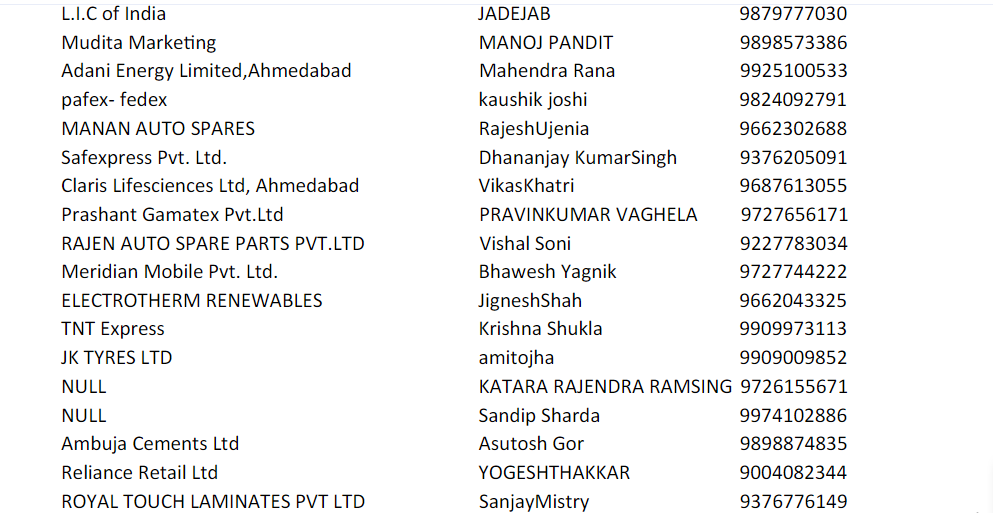 L.I.C of India JADEJAB 9879777030
Mudita Marketing MANOJ PANDIT 9898573386
Adani Energy Limited,Ahmedabad Mahendra Rana 9925100533
pafex- fedex kaushik joshi 9824092791
MANAN AUTO SPARES RajeshUjenia 9662302688
Safexpress Pvt. Ltd. Dhananjay KumarSingh 9376205091
Claris Lifesciences Ltd, Ahmedabad VikasKhatri 9687613055
Prashant Gamatex Pvt.Ltd PRAVINKUMAR VAGHELA 9727656171
RAJEN AUTO SPARE PARTS PVT.LTD Vishal Soni 9227783034
Meridian Mobile Pvt. Ltd. Bhawesh Yagnik 9727744222
ELECTROTHERM RENEWABLES JigneshShah 9662043325
TNT Express Krishna Shukla 9909973113
JK TYRES LTD amitojha 9909009852
NULL KATARA RAJENDRA RAMSING 9726155671
NULL Sandip Sharda 9974102886
Ambuja Cements Ltd Asutosh Gor 9898874835
Reliance Retail Ltd YOGESHTHAKKAR 9004082344
ROYAL TOUCH LAMINATES PVT LTD SanjayMistry 9376776149